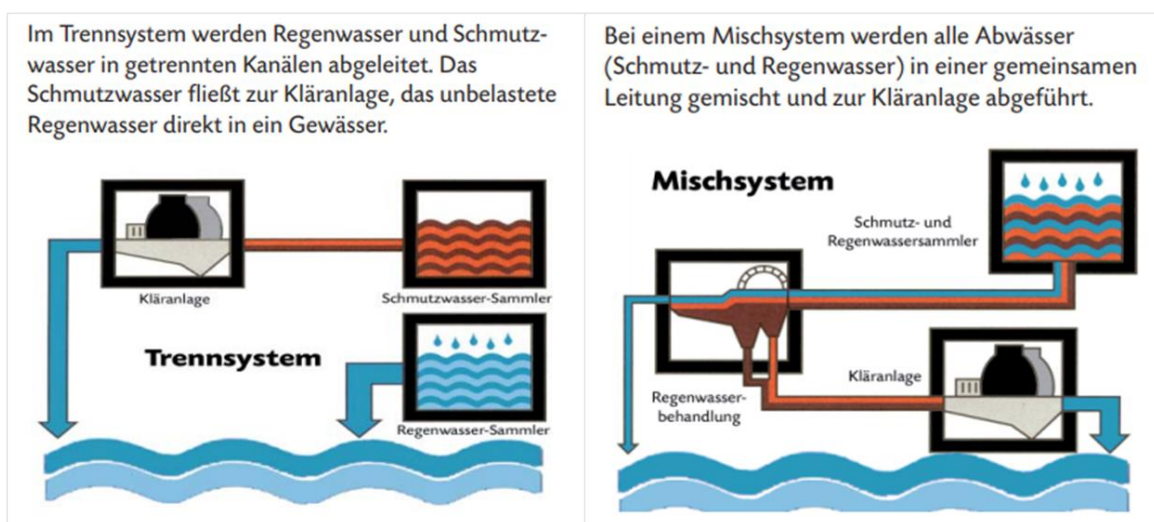 Im Trennsystem werden Regenwasser und Schmutz-
wasser in getrennten Kanälen abgeleitet. Das
Schmutzwasser fließt zur Kläranlage, das unbelastete
Regenwasser direkt in ein Gewässer.
Kläranlage
Schmutzwasser-Sammler
Trennsystem
Regenwasser-Sammler
Bei einem Mischsystem werden alle Abwässer
(Schmutz- und Regenwasser) in einer gemeinsamen
Leitung gemischt und zur Kläranlage abgeführt.
Mischsystem
Schmutz- und
Regenwassersammler
Kläranlage
Regenwasser-
behandlung